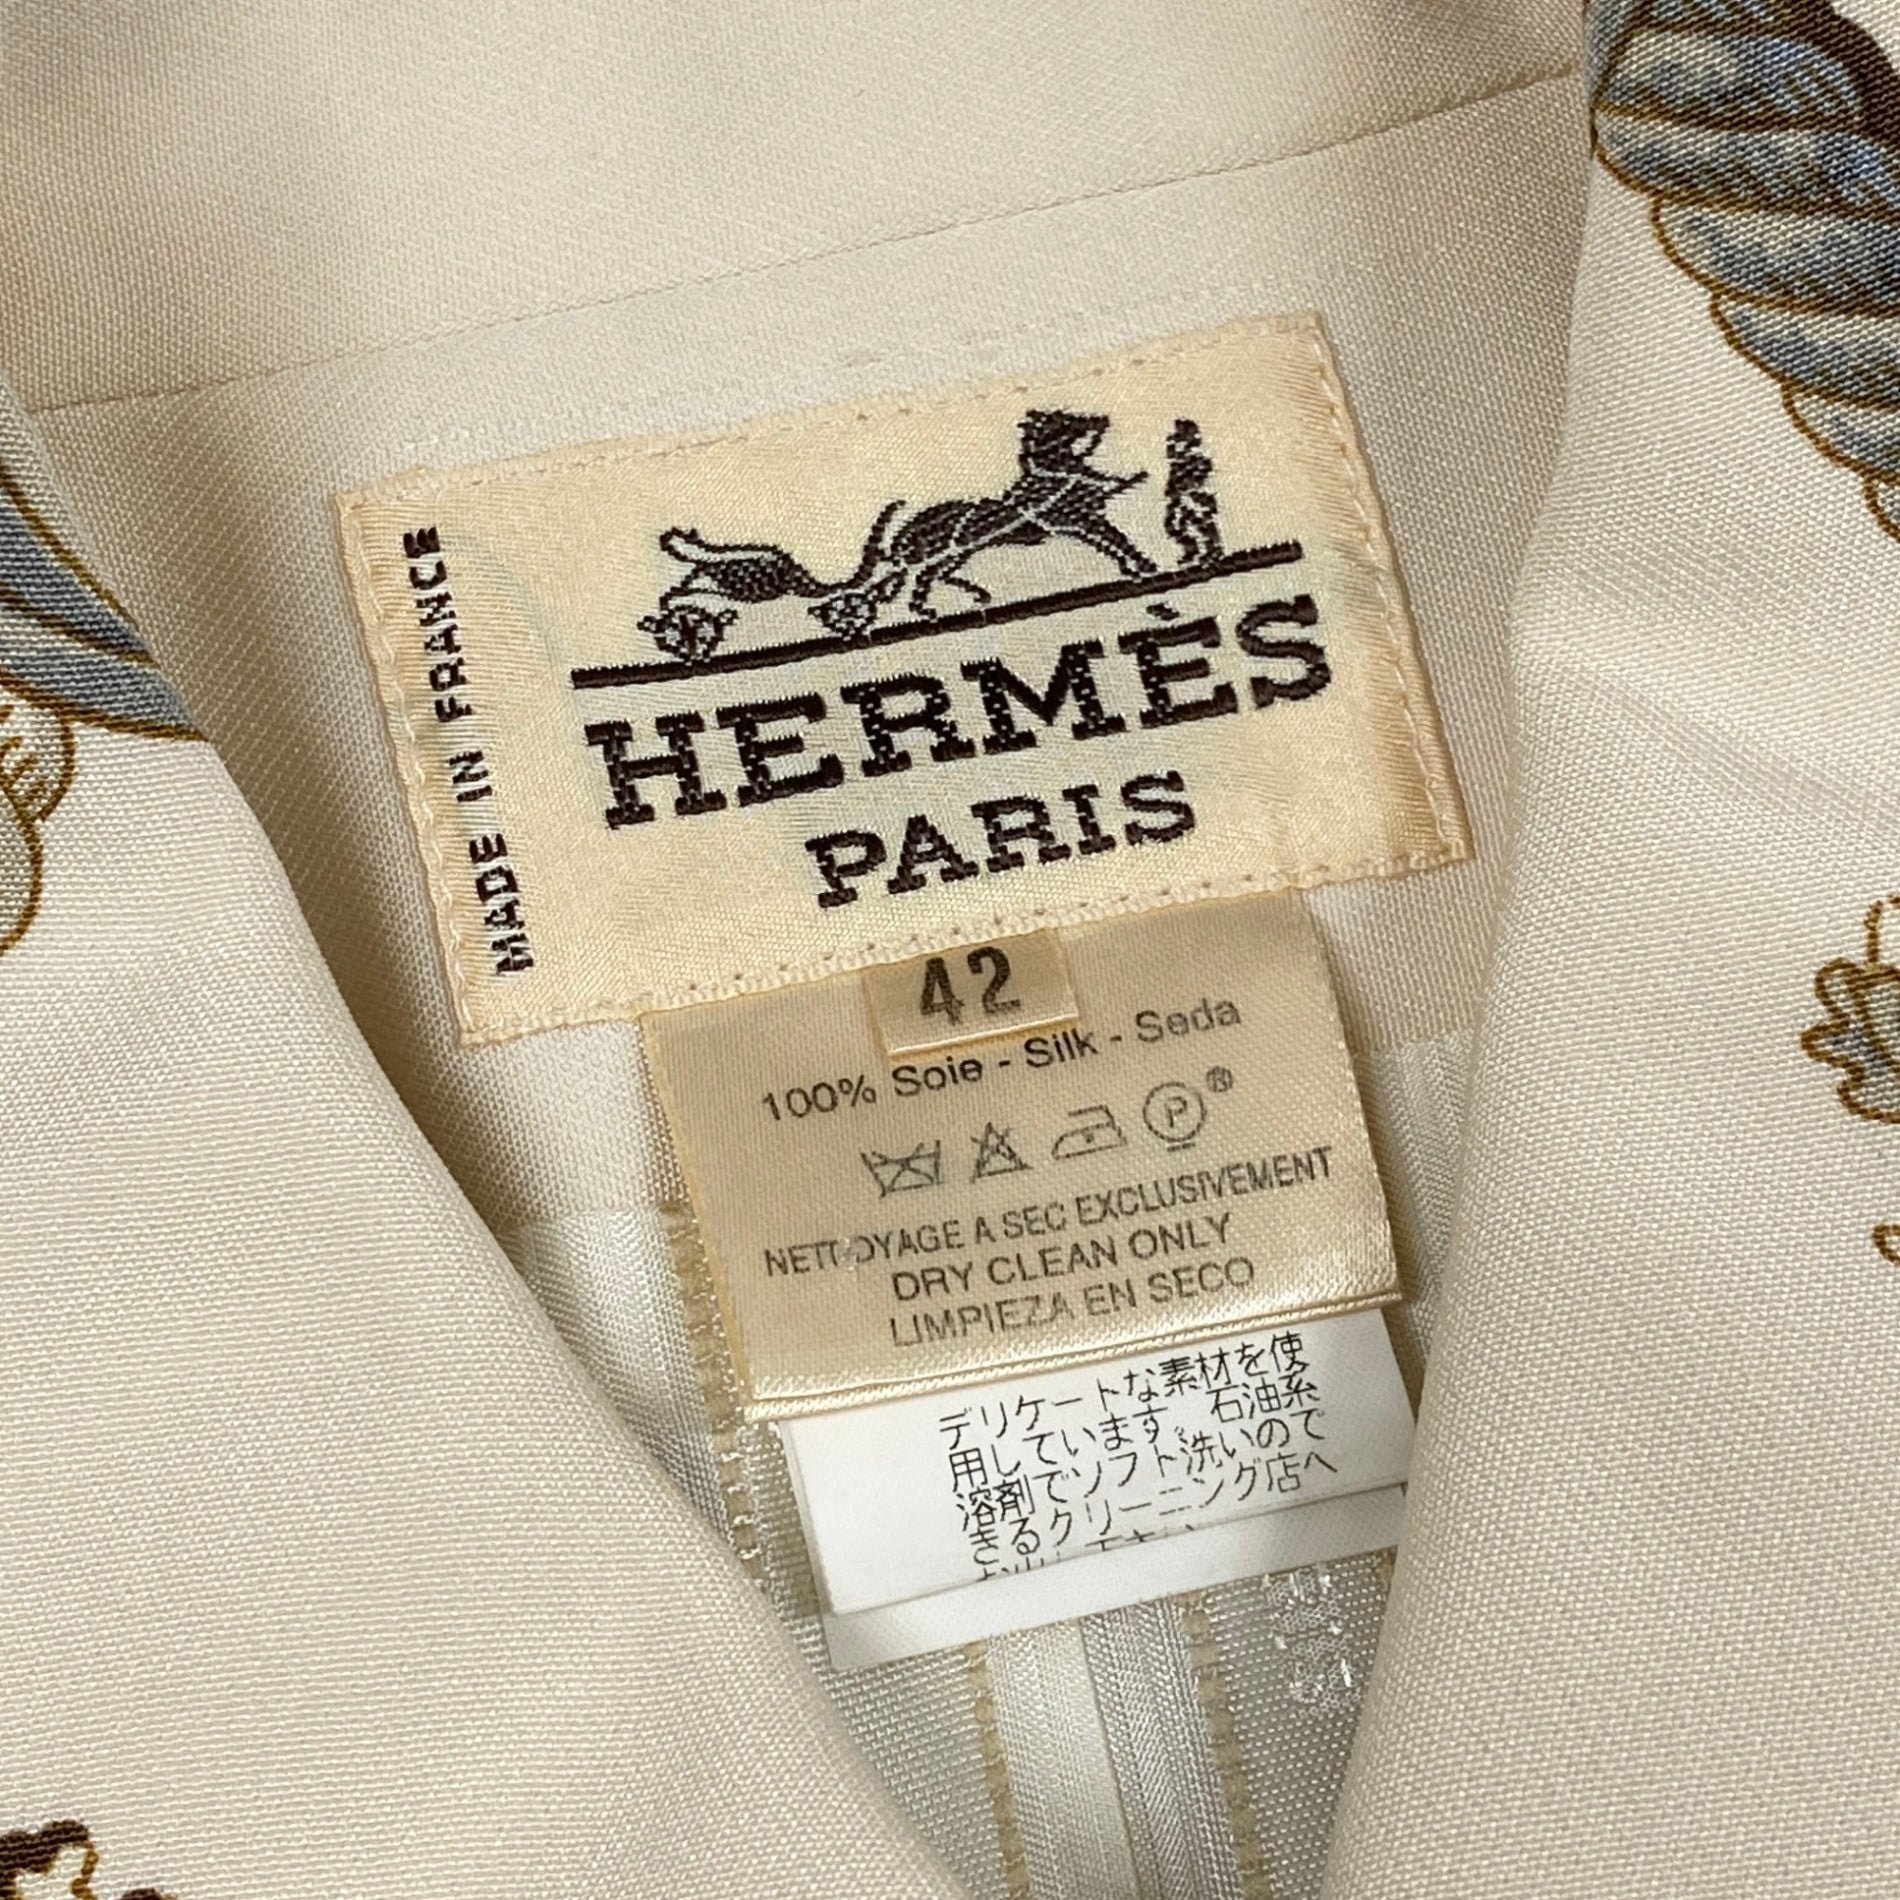 MADE IN FRANCE
HERMÈS
PARIS
42
100% Soie - Silk - Seda
P ®
NETTOYAGE A SEC EXCLUSIVEMENT
DRY CLEAN ONLY
LIMPIEZA EN SECO
デリケートな素材を使
用しています。石油系
溶剤でソフト洗いので
きるクリーニング店へ